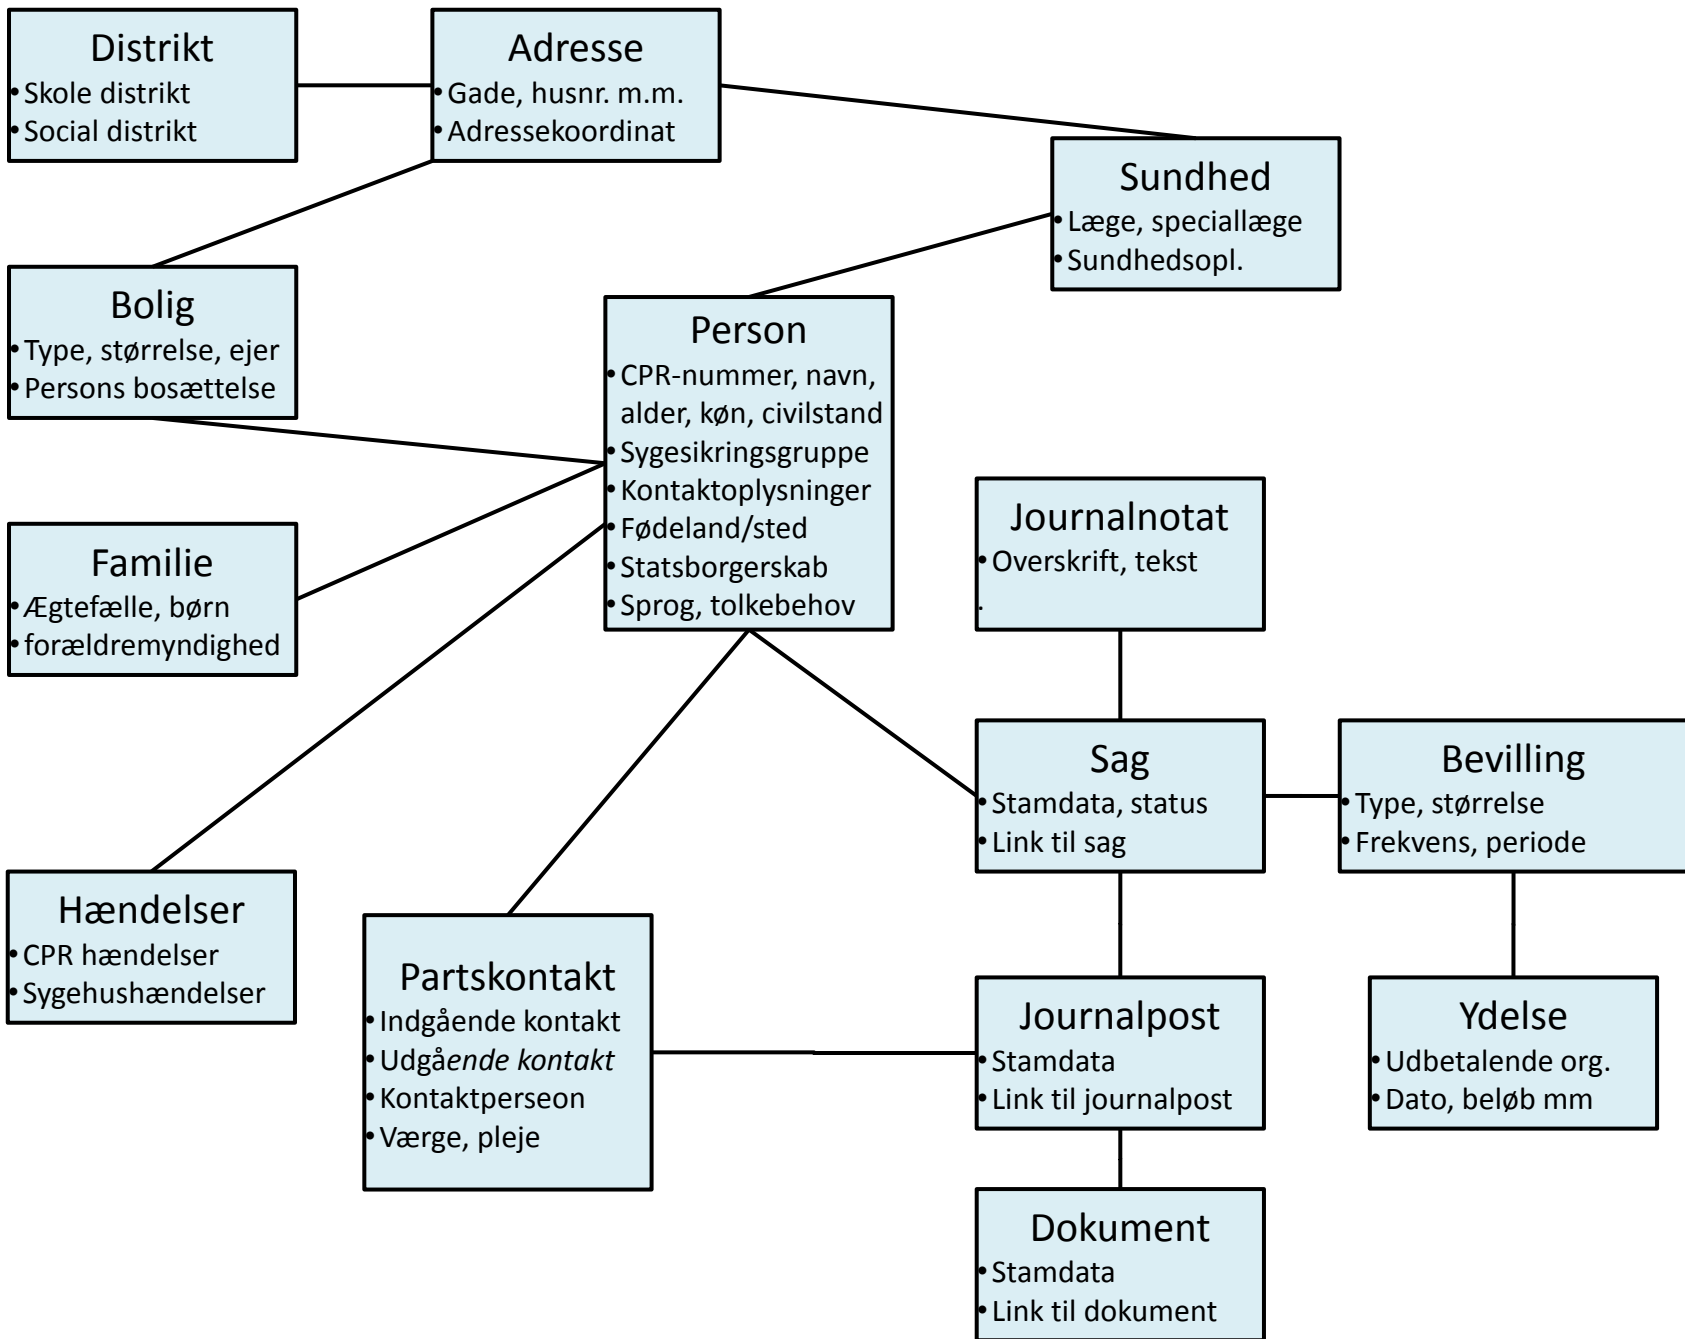 Distrikt
• Skole distrikt
• Social distrikt
Adresse
• Gade, husnr. m.m.
• Adressekoordinat
Sundhed
• Læge, speciallæge
• Sundhedsopl.
Bolig
• Type, størrelse, ejer
• Persons bosættelse
Person
• CPR-nummer, navn,
alder, køn, civilstand
• Sygesikringsgruppe
• Kontaktoplysninger
• Fødeland/sted
• Statsborgerskab
• Sprog, tolkebehov
Journalnotat
• Overskrift, tekst
.
Familie
• Ægtefælle, børn
• forældremyndighed
Sag
• Stamdata, status
• Link til sag
Bevilling
• Type, størrelse
• Frekvens, periode
Hændelser
• CPR hændelser
• Sygehushændelser
Partskontakt
• Indgående kontakt
• Udgående kontakt
• Kontaktperseon
• Værge, pleje
Journalpost
• Stamdata
• Link til journalpost
Ydelse
• Udbetalende org.
• Dato, beløb mm
Dokument
• Stamdata
• Link til dokument